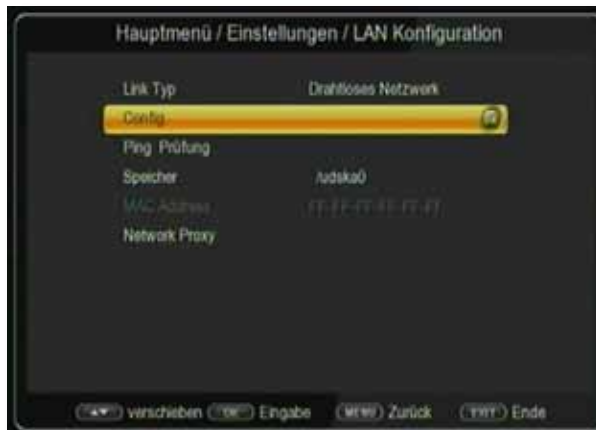 Hauptmenü / Einstellungen / LAN Konfiguration
Link Typ Drahtloses Netzwerk
Config
Ping Prüfung
Speicher /udska0
MAC Address FF-FF-FF-FF-FF-FF
Network Proxy
verschieben OK Eingabe MENU Zurück EXIT Ende